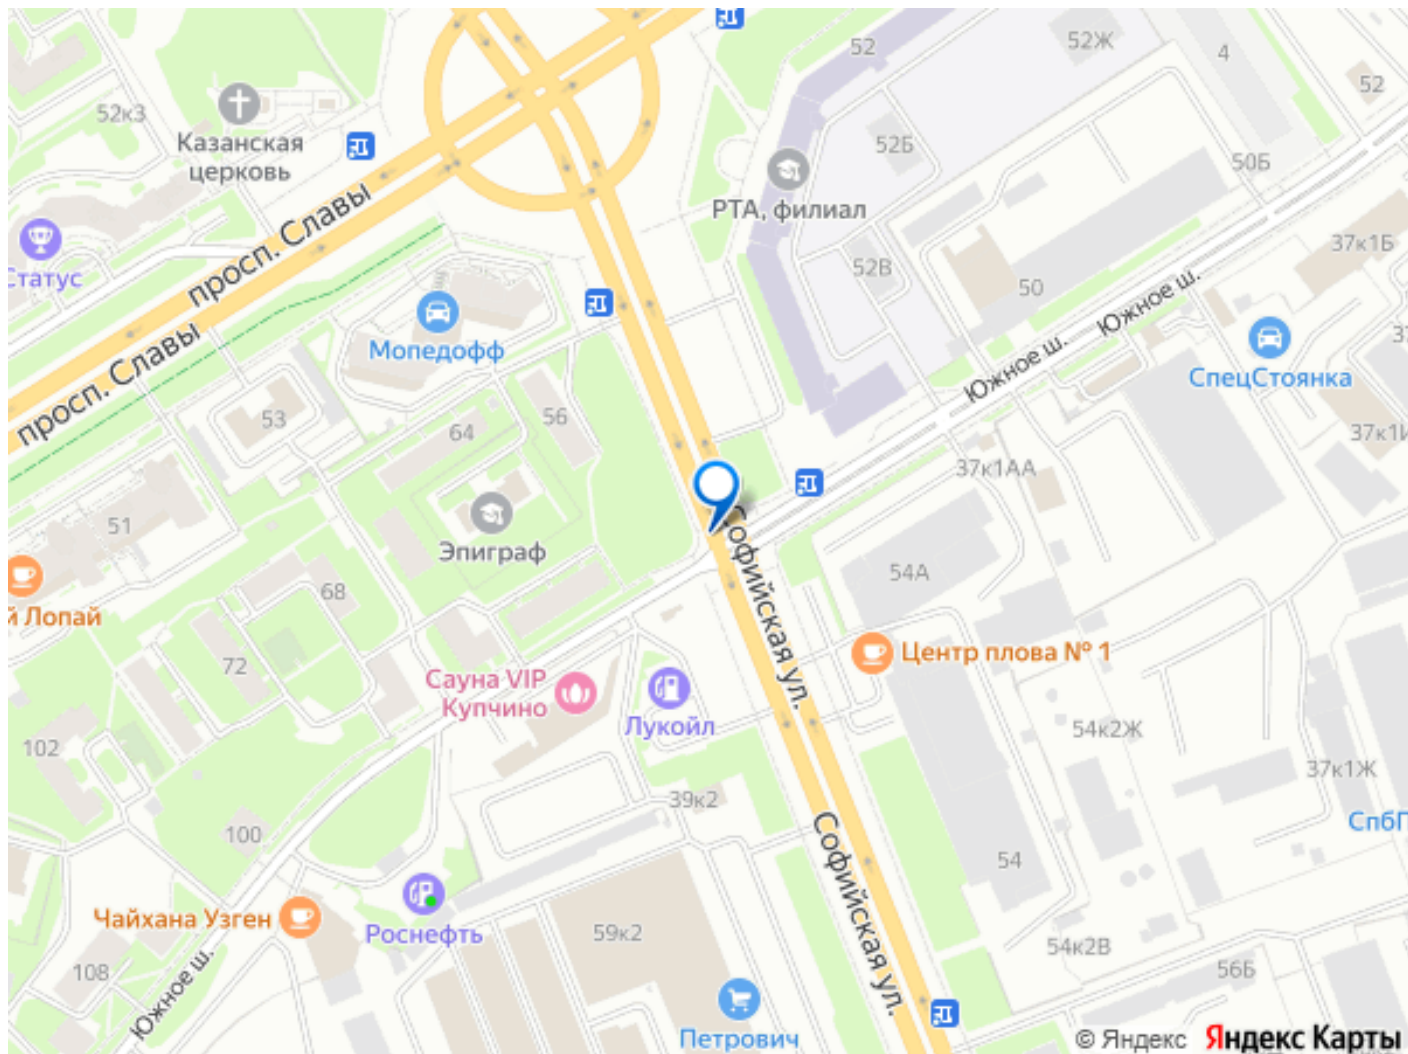 52
52Ж
4
52
52к3
Казанская
церковь
52Б
50Б
РТА, филиал
просп. Славы
37к1Б
Статус
52В
50
Южное ш.
Мопедофф
Южное ш.
СпецСтоянка
просп. Славы
53
56
64
37к1И
37к1АА
51
Эпиграф
54А
68
й Лопай
Софийская ул.
Центр плова № 1
72
Сауна VIP
Купчино
Лукойл
102
54к2Ж
37к1Ж
39к2
СпбГ
100
Софийская ул.
54
Чайхана Узген
Роснефть
59к2
54к2В
108
56Б
Южное ш.
Петрович
© Яндекс Яндекс Карты